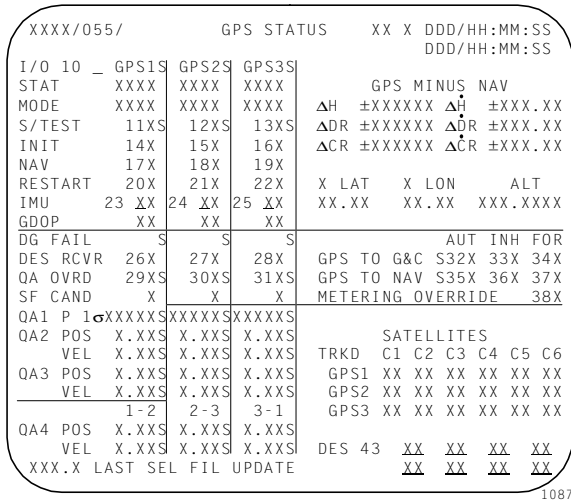 XXXX/055/ GPS STATUS XX X DDD/HH:MM:SS
DDD/HH:MM:SS
I/O 10 _ GPS1S GPS2S GPS3S
STAT XXXX XXXX XXXX GPS MINUS NAV
MODE XXXX XXXX XXXX ΔH ±XXXXXX ΔḢ ±XXX.XX
S/TEST 11XS 12XS 13XS ΔDR ±XXXXXX ΔḊR ±XXX.XX
INIT 14X 15X 16X ΔCR ±XXXXXX ΔĊR ±XXX.XX
NAV 17X 18X 19X
RESTART 20X 21X 22X X LAT X LON ALT
IMU 23 XX 24 XX 25 XX XX.XX XX.XX XXX.XXXX
GDOP XX XX XX
DG FAIL S S S AUT INH FOR
DES RCVR 26X 27X 28X GPS TO G&C S32X 33X 34X
QA OVRD 29XS 30XS 31XS GPS TO NAV S35X 36X 37X
SF CAND X X X METERING OVERRIDE 38X
QA1 P 1σXXXXXSXXXXXSXXXXXS
QA2 POS X.XXS X.XXS X.XXS SATELLITES
VEL X.XXS X.XXS X.XXS TRKD C1 C2 C3 C4 C5 C6
QA3 POS X.XXS X.XXS X.XXS GPS1 XX XX XX XX XX XX
VEL X.XXS X.XXS X.XXS GPS2 XX XX XX XX XX XX
1-2 2-3 3-1 GPS3 XX XX XX XX XX XX
QA4 POS X.XXS X.XXS X.XXS
VEL X.XXS X.XXS X.XXS DES 43 XX XX XX XX
XXX.X LAST SEL FIL UPDATE XX XX XX XX
1087